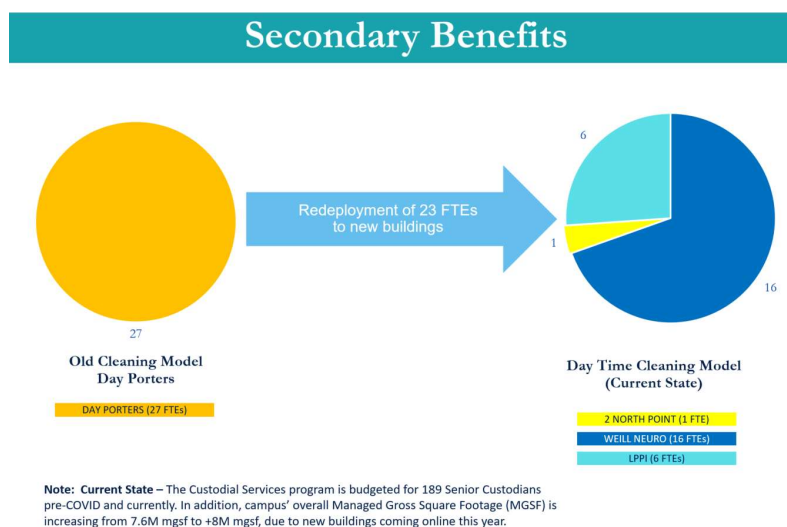 Secondary Benefits
27
Old Cleaning Model
Day Porters
DAY PORTERS (27 FTEs)
Redeployment of 23 FTEs
to new buildings
6
1
16
Day Time Cleaning Model
(Current State)
2 NORTH POINT (1 FTE)
WEILL NEURO (16 FTEs)
LPPI (6 FTEs)
Note: Current State – The Custodial Services program is budgeted for 189 Senior Custodians
pre-COVID and currently. In addition, campus' overall Managed Gross Square Footage (MGSF) is
increasing from 7.6M mgsf to +8M mgsf, due to new buildings coming online this year.